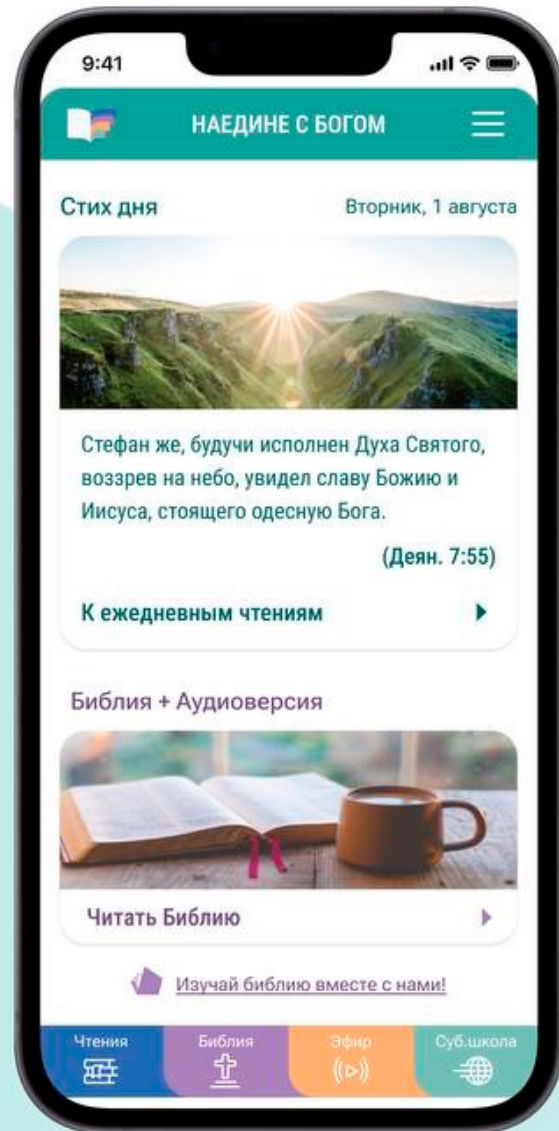 9:41
НАЕДИНЕ С БОГОМ
Стих дня
Вторник, 1 августа
Стефан же, будучи исполнен Духа Святого,
воззрев на небо, увидел славу Божию и
Иисуса, стоящего одесную Бога.
(Деян. 7:55)
К ежедневным чтениям
Библия + Аудиоверсия
Читать Библию
Изучай библию вместе с нами!
Чтения
Библия
Эфир
Суб.школа